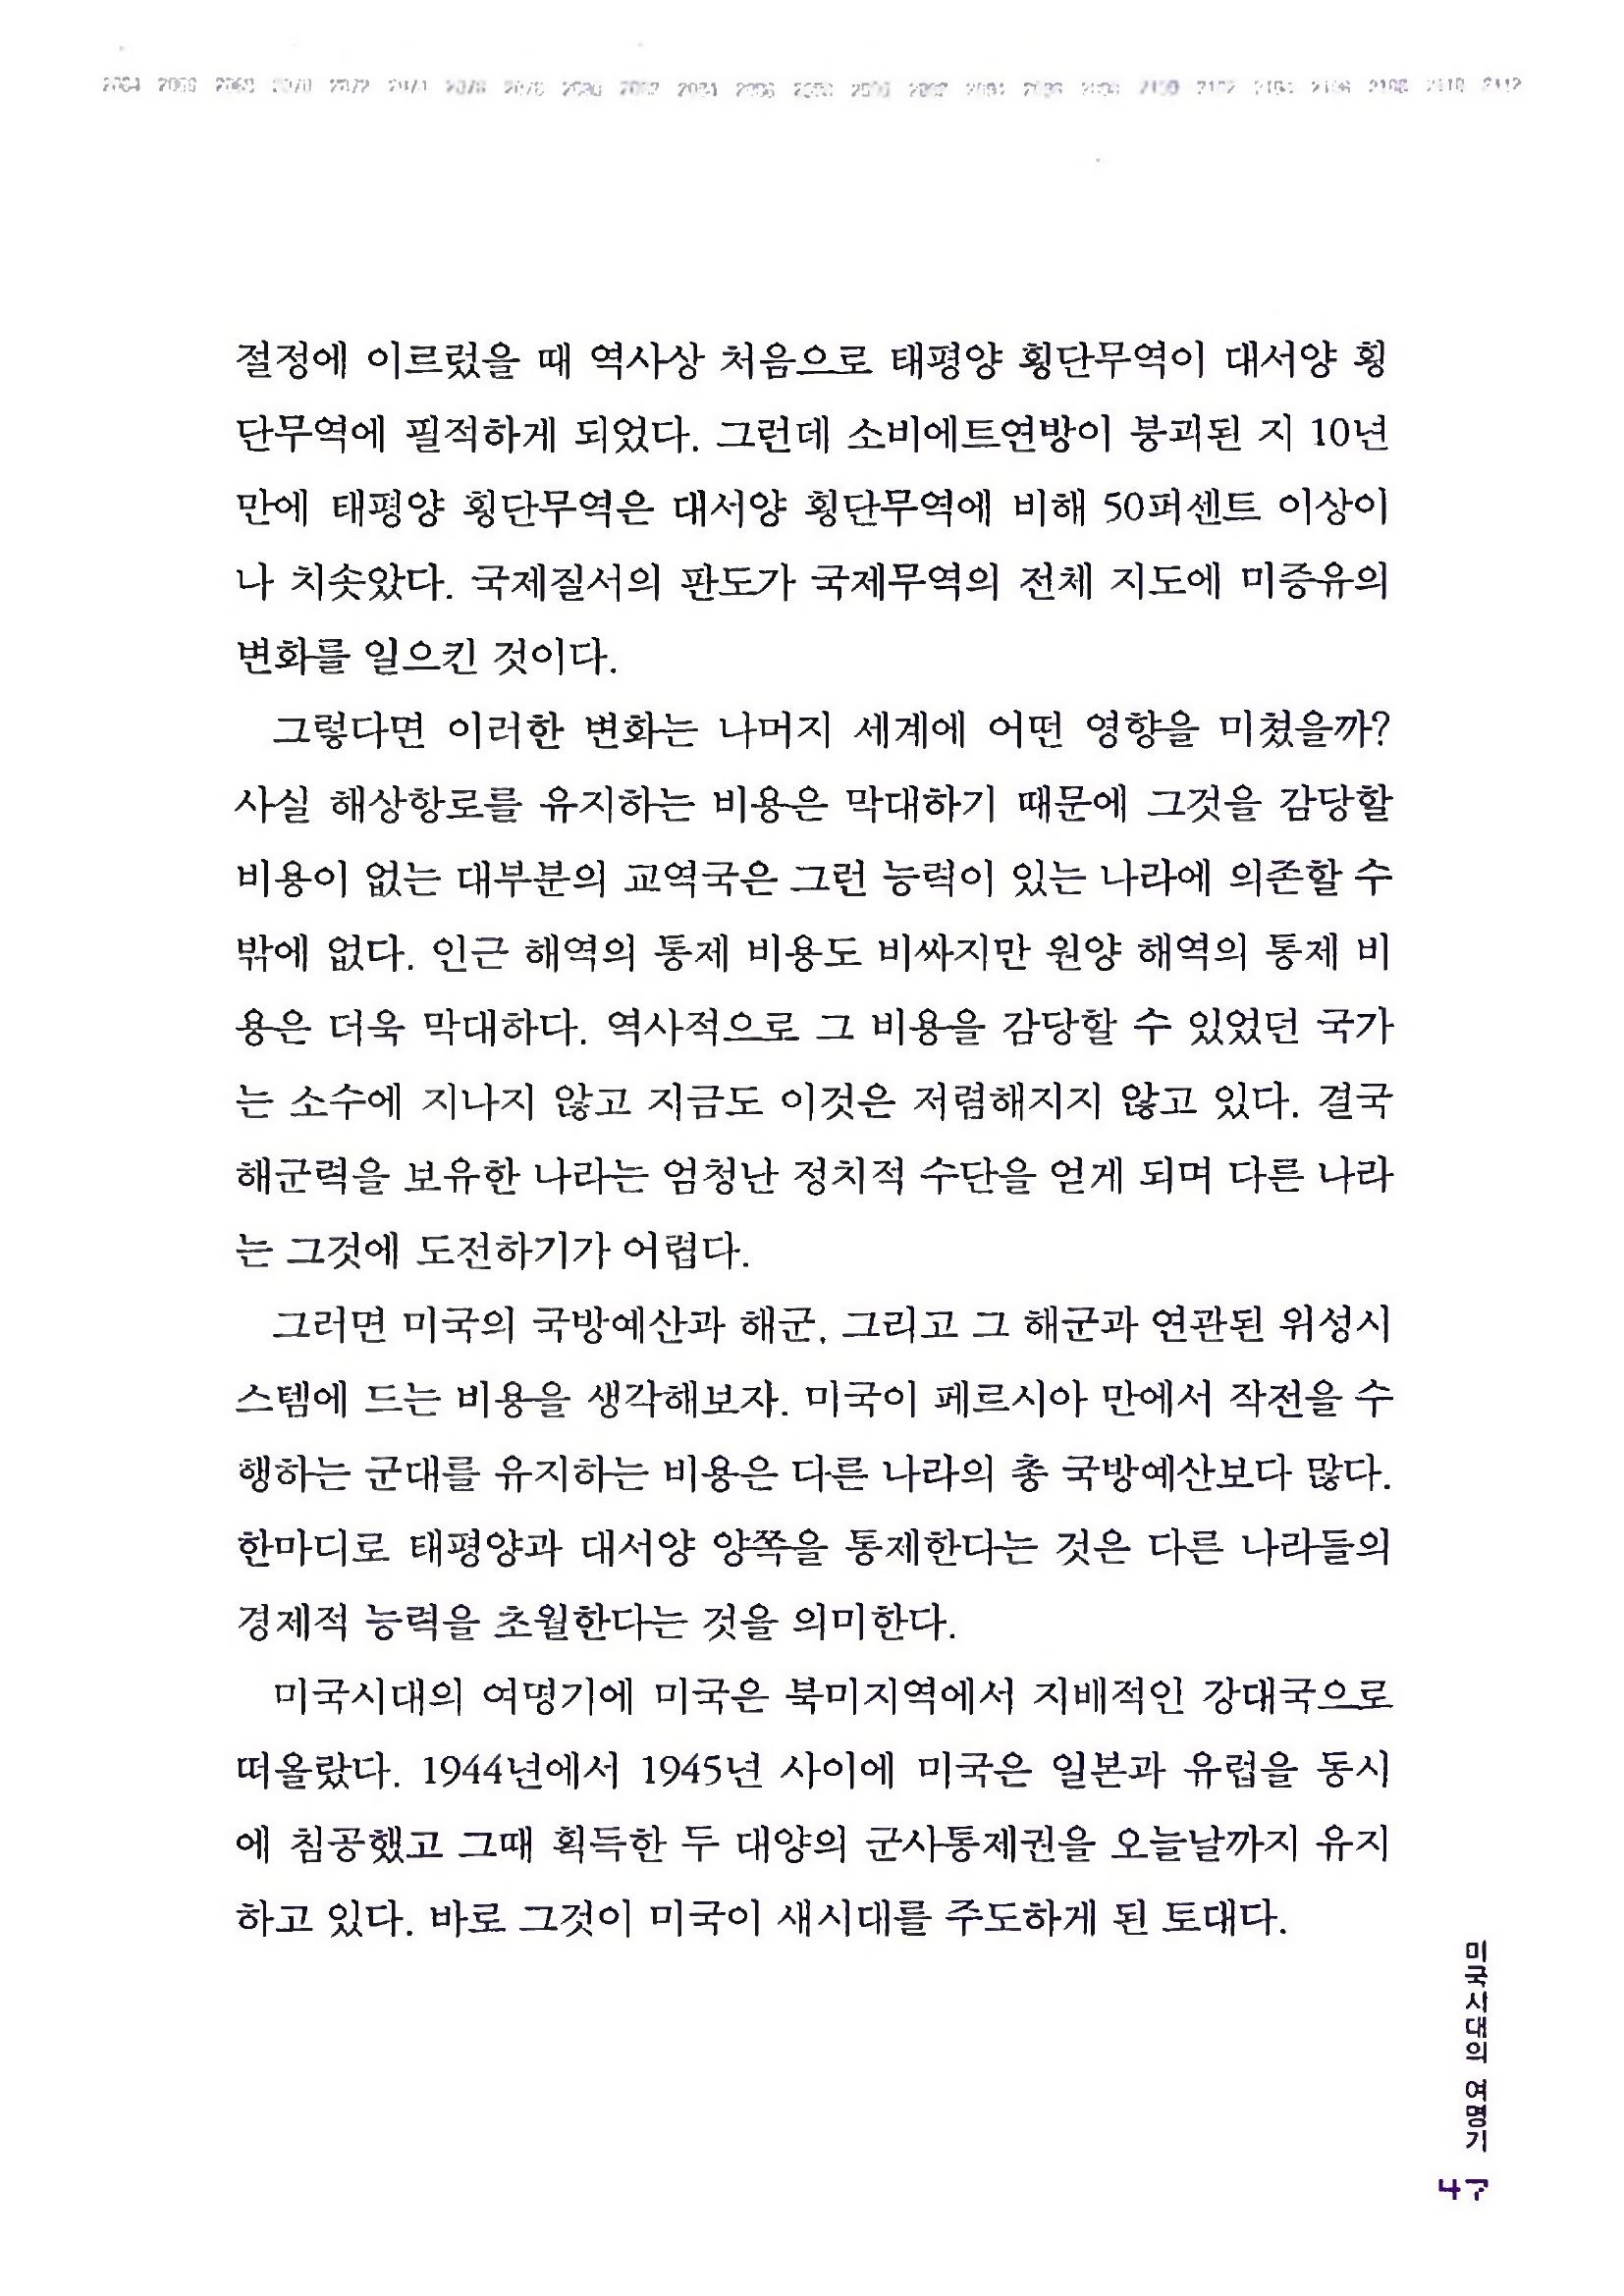 절정에 이르렀을 때 역사상 처음으로 태평양 횡단무역이 대서양 횡
단무역에 필적하게 되었다. 그런데 소비에트연방이 붕괴된 지 10년
만에 태평양 횡단무역은 대서양 횡단무역에 비해 50퍼센트 이상이
나 치솟았다. 국제질서의 판도가 국제무역의 전체 지도에 미증유의
변화를 일으킨 것이다.
그렇다면 이러한 변화는 나머지 세계에 어떤 영향을 미쳤을까?
사실 해상항로를 유지하는 비용은 막대하기 때문에 그것을 감당할
비용이 없는 대부분의 교역국은 그런 능력이 있는 나라에 의존할 수
밖에 없다. 인근 해역의 통제 비용도 비싸지만 원양 해역의 통제 비
용은 더욱 막대하다. 역사적으로 그 비용을 감당할 수 있었던 국가
는 소수에 지나지 않고 지금도 이것은 저렴해지지 않고 있다. 결국
해군력을 보유한 나라는 엄청난 정치적 수단을 얻게 되며 다른 나라
는 그것에 도전하기가 어렵다.
그러면 미국의 국방예산과 해군, 그리고 그 해군과 연관된 위성시
스템에 드는 비용을 생각해보자. 미국이 페르시아 만에서 작전을 수
행하는 군대를 유지하는 비용은 다른 나라의 총 국방예산보다 많다.
한마디로 태평양과 대서양 양쪽을 통제한다는 것은 다른 나라들의
경제적 능력을 초월한다는 것을 의미한다.
미국시대의 여명기에 미국은 북미지역에서 지배적인 강대국으로
떠올랐다. 1944년에서 1945년 사이에 미국은 일본과 유럽을 동시
에 침공했고 그때 획득한 두 대양의 군사통제권을 오늘날까지 유지
하고 있다. 바로 그것이 미국이 새시대를 주도하게 된 토대다.
미국시대의 여명기
47